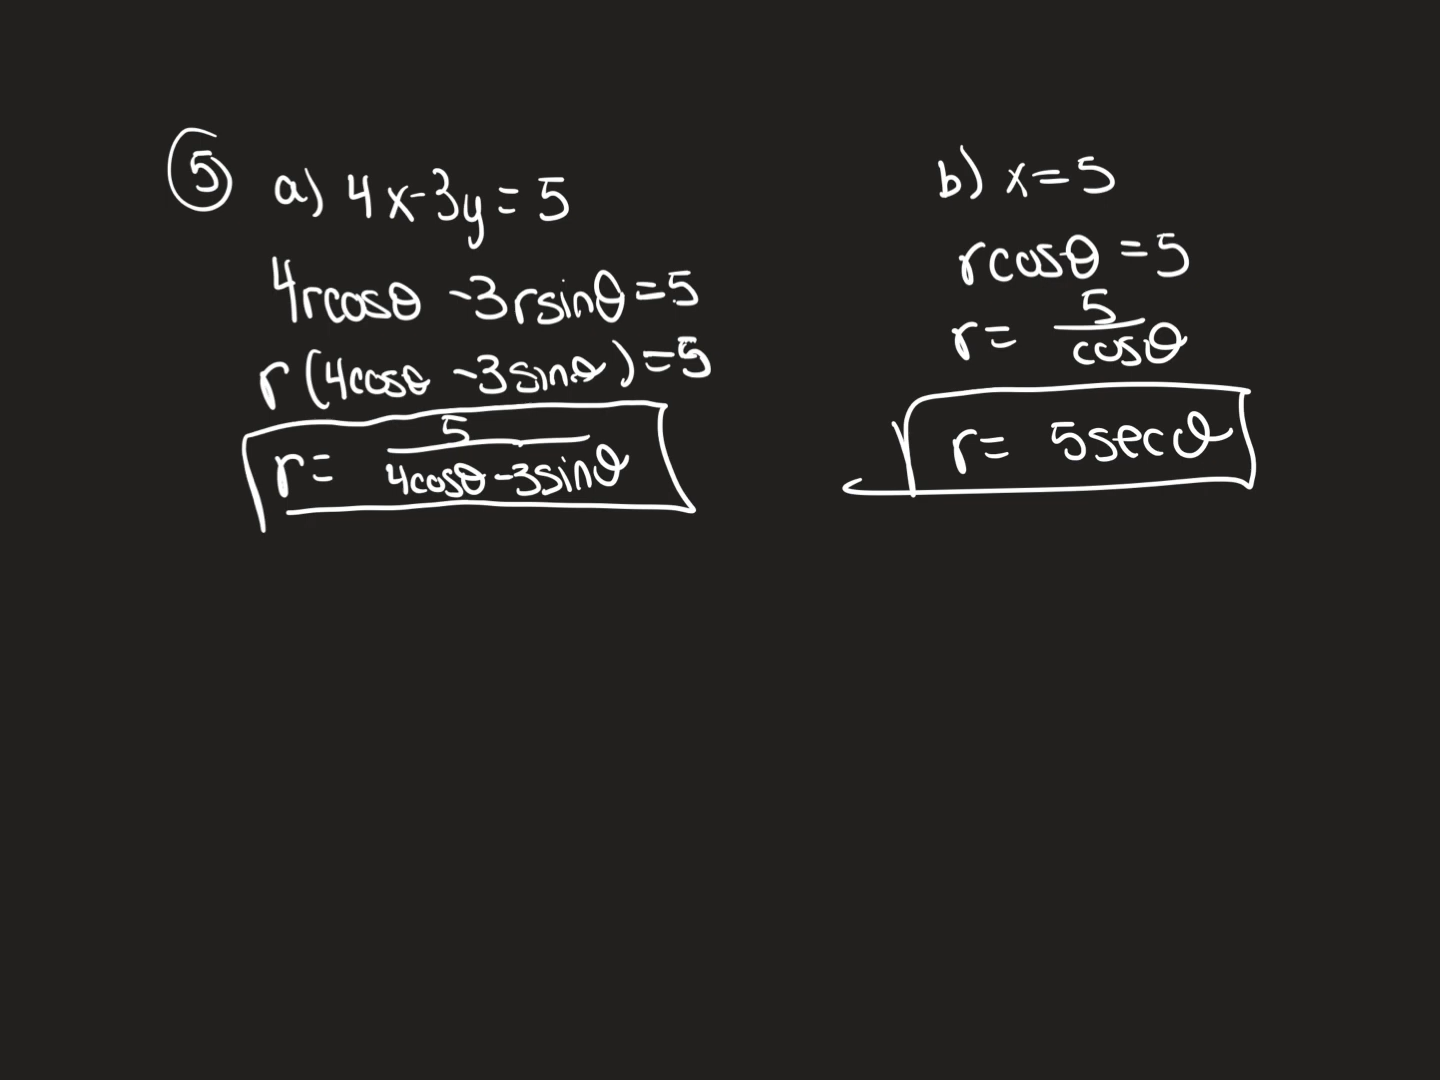 5
a) 4x-3y=5
4rcosθ -3rsinθ=5
r(4cosθ -3sinθ)=5
r= 5/(4cosθ-3sinθ)
b) x=5
rcosθ=5
r= 5/cosθ
r= 5secθ